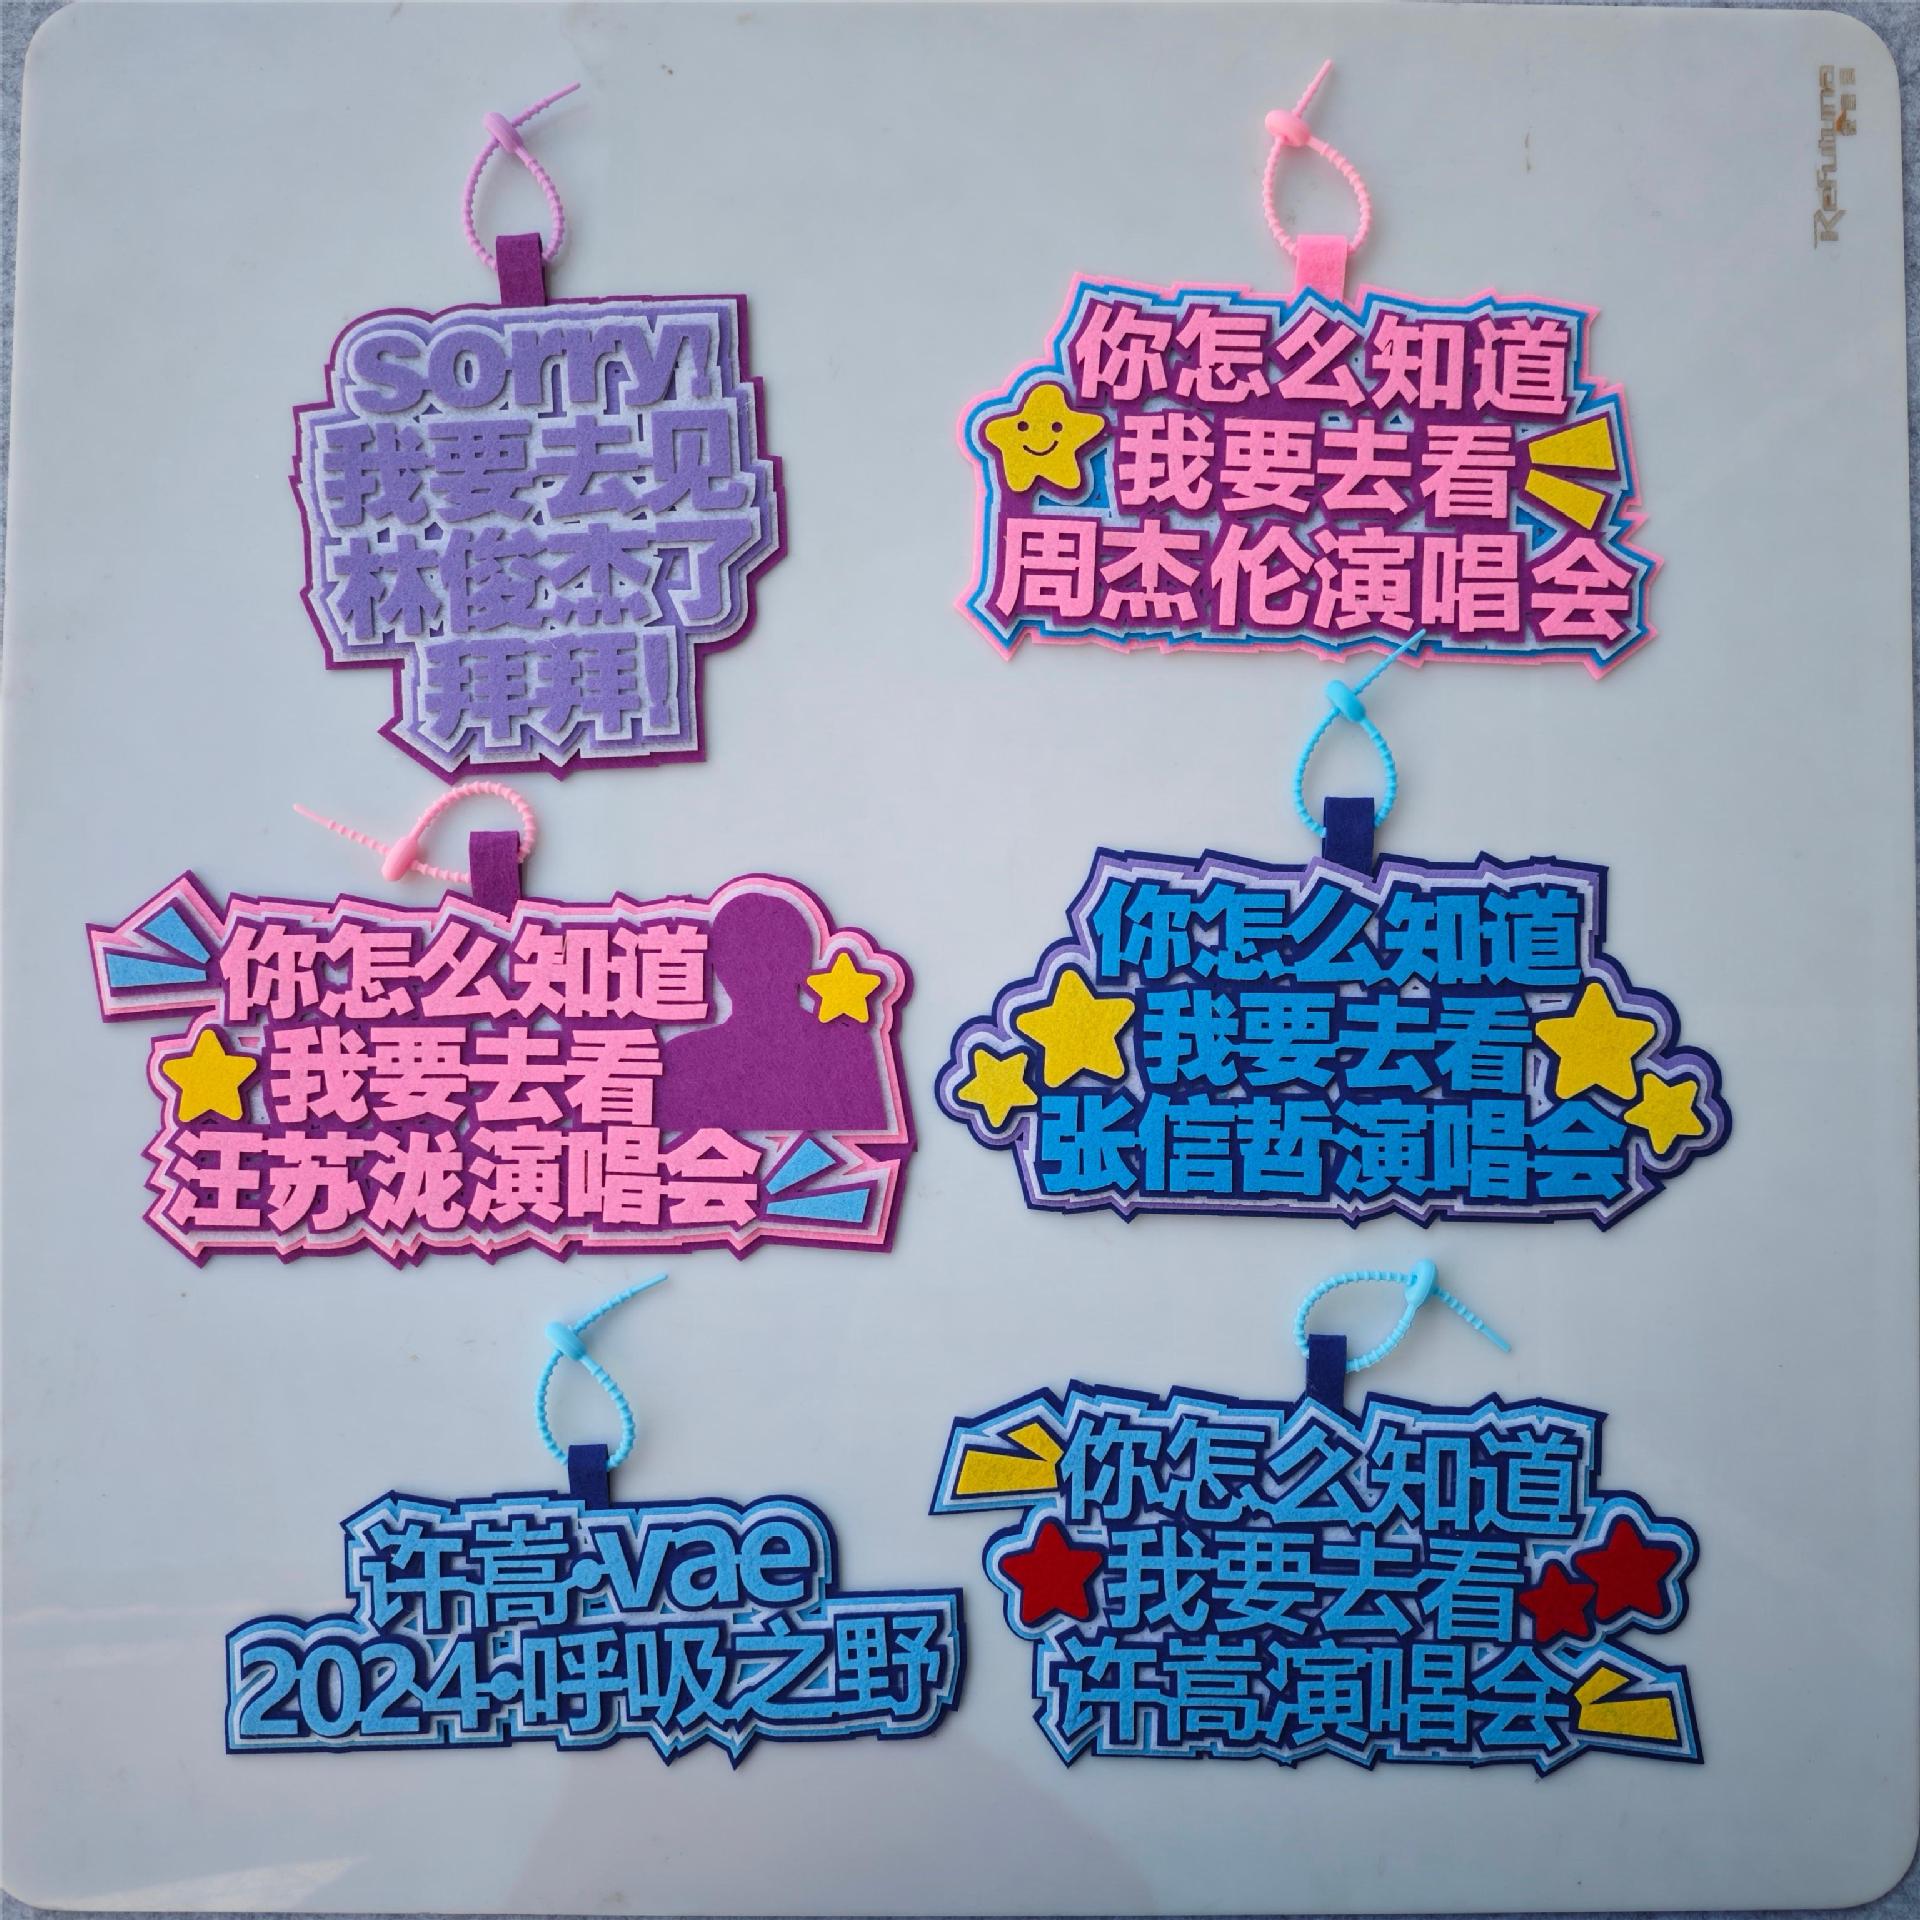 sorry,
我要去见
林俊杰了
拜拜!
你怎么知道
我要去看
周杰伦演唱会
你怎么知道
我要去看
汪苏泷演唱会
你怎么知道
我要去看
张信哲演唱会
许嵩·vae
2024·呼吸之野
你怎么知道
我要去看
许嵩演唱会